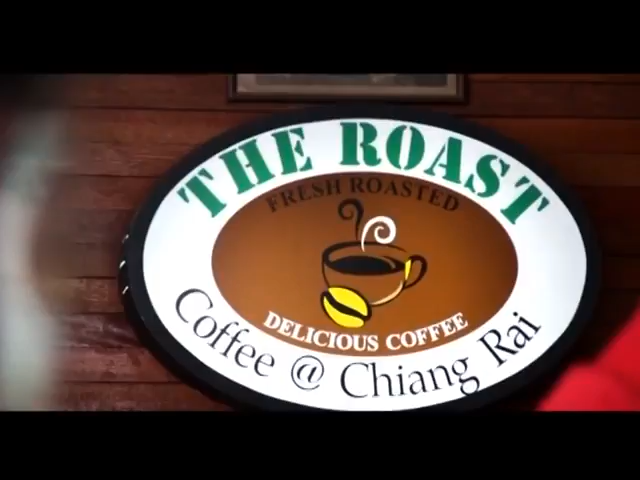 THE ROAST
FRESH ROASTED
DELICIOUS COFFEE
Coffee @ Chiang Rai